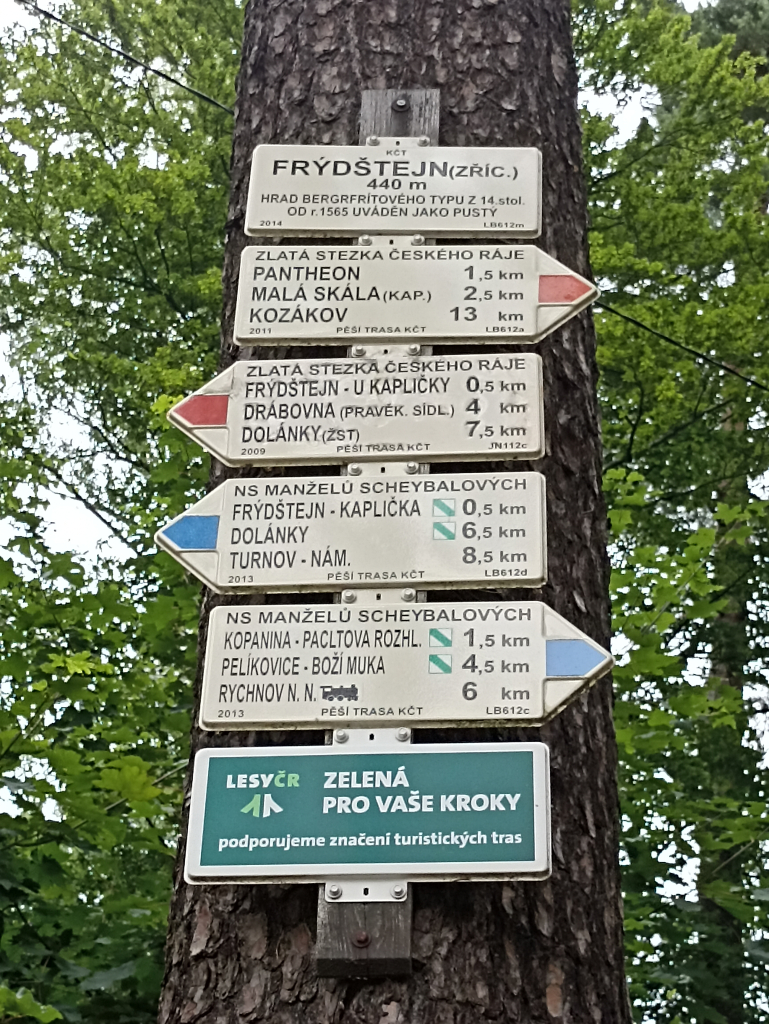 KČT
FRÝDŠTEJN(ZŘÍC.)
440 m
HRAD BERGRFRÍTOVÉHO TYPU Z 14.stol.
OD r.1565 UVÁDĚN JAKO PUSTÝ
2014 LB612m
ZLATÁ STEZKA ČESKÉHO RÁJE
PANTHEON 1,5 km
MALÁ SKÁLA(KAP.) 2,5 km
KOZÁKOV 13 km
2011 PĚŠÍ TRASA KČT LB612a
ZLATÁ STEZKA ČESKÉHO RÁJE
FRÝDŠTEJN - U KAPLIČKY 0,5 km
DRÁBOVNA (PRAVĚK. SÍDL.) 4 km
DOLÁNKY(ŽST) 7,5 km
2009 PĚŠÍ TRASA KČT JN112c
NS MANŽELŮ SCHEYBALOVÝCH
FRÝDŠTEJN - KAPLIČKA 0,5 km
DOLÁNKY 6,5 km
TURNOV - NÁM. 8,5 km
2013 PĚŠÍ TRASA KČT LB612d
NS MANŽELŮ SCHEYBALOVÝCH
KOPANINA - PACLTOVA ROZHL. 1,5 km
PELÍKOVICE - BOŽÍ MUKA 4,5 km
RYCHNOV N. N. 6 km
2013 PĚŠÍ TRASA KČT LB612c
LESYČR ZELENÁ
PRO VAŠE KROKY
podporujeme značení turistických tras